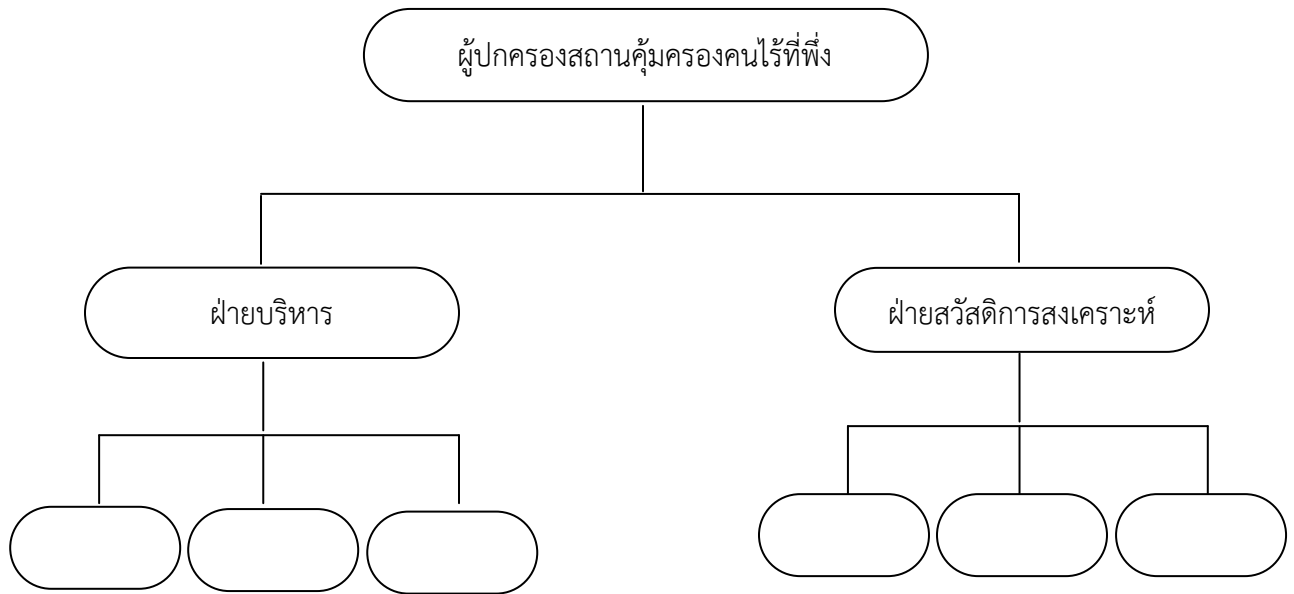 ผู้ปกครองสถานคุ้มครองคนไร้ที่พึ่ง
ฝ่ายบริหาร
ฝ่ายสวัสดิการสงเคราะห์